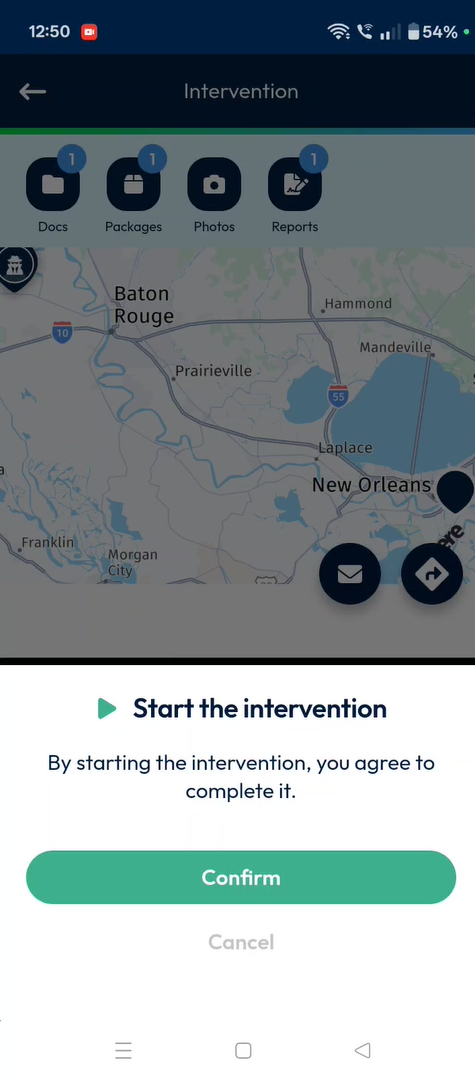 12:50
54%
Intervention
1
1
1
Docs
Packages
Photos
Reports
Baton
Rouge
Hammond
10
Mandeville
Prairieville
55
Laplace
New Orleans
a
Franklin
Morgan
City
ere
Start the intervention
By starting the intervention, you agree to
complete it.
Confirm
Cancel